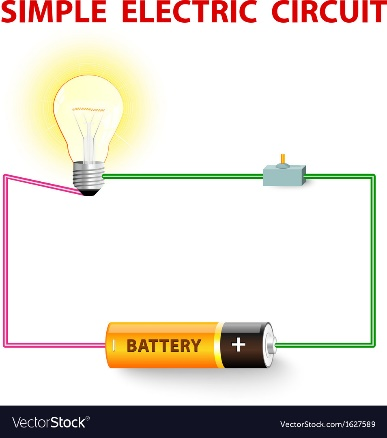 SIMPLE ELECTRIC CIRCUIT
BATTERY +
VectorStock® VectorStock.com/1627589